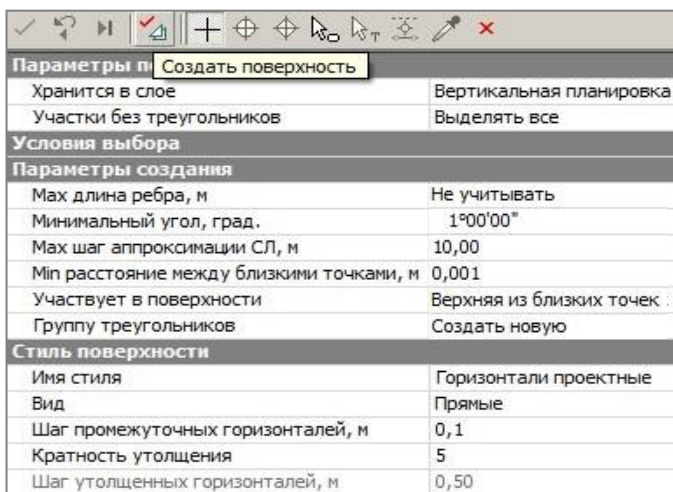 Параметры п
Создать поверхность
Хранится в слое Вертикальная планировка
Участки без треугольников Выделять все
Условия выбора
Параметры создания
Мах длина ребра, м Не учитывать
Минимальный угол, град. 1°00'00"
Мах шаг аппроксимации СЛ, м 10,00
Min расстояние между близкими точками, м 0,001
Участвует в поверхности Верхняя из близких точек
Группу треугольников Создать новую
Стиль поверхности
Имя стиля Горизонтали проектные
Вид Прямые
Шаг промежуточных горизонталей, м 0,1
Кратность утолщения 5
Шаг утолщенных горизонталей, м 0,50